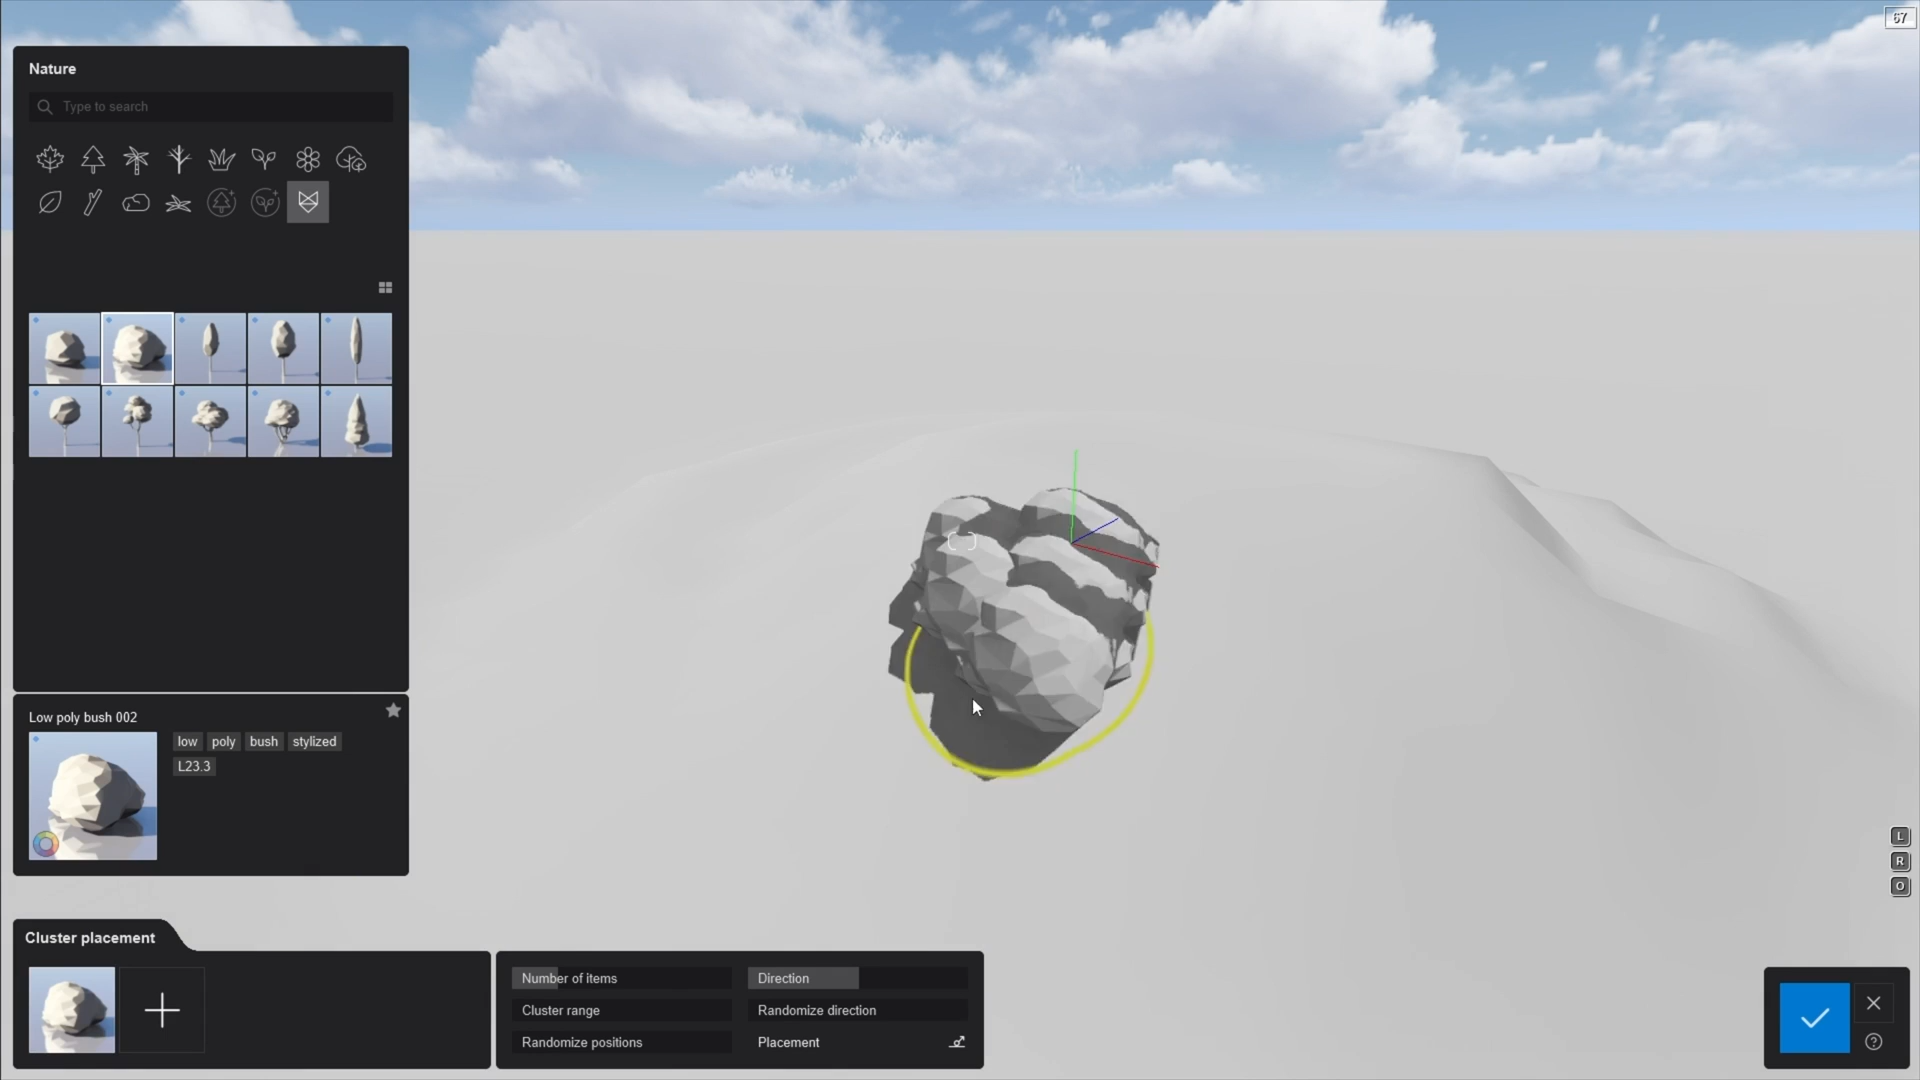 67
Nature
Type to search
Low poly bush 002
low poly bush stylized
L23.3
L
R
O
Cluster placement
Number of items
Direction
Cluster range
Randomize direction
Randomize positions
Placement